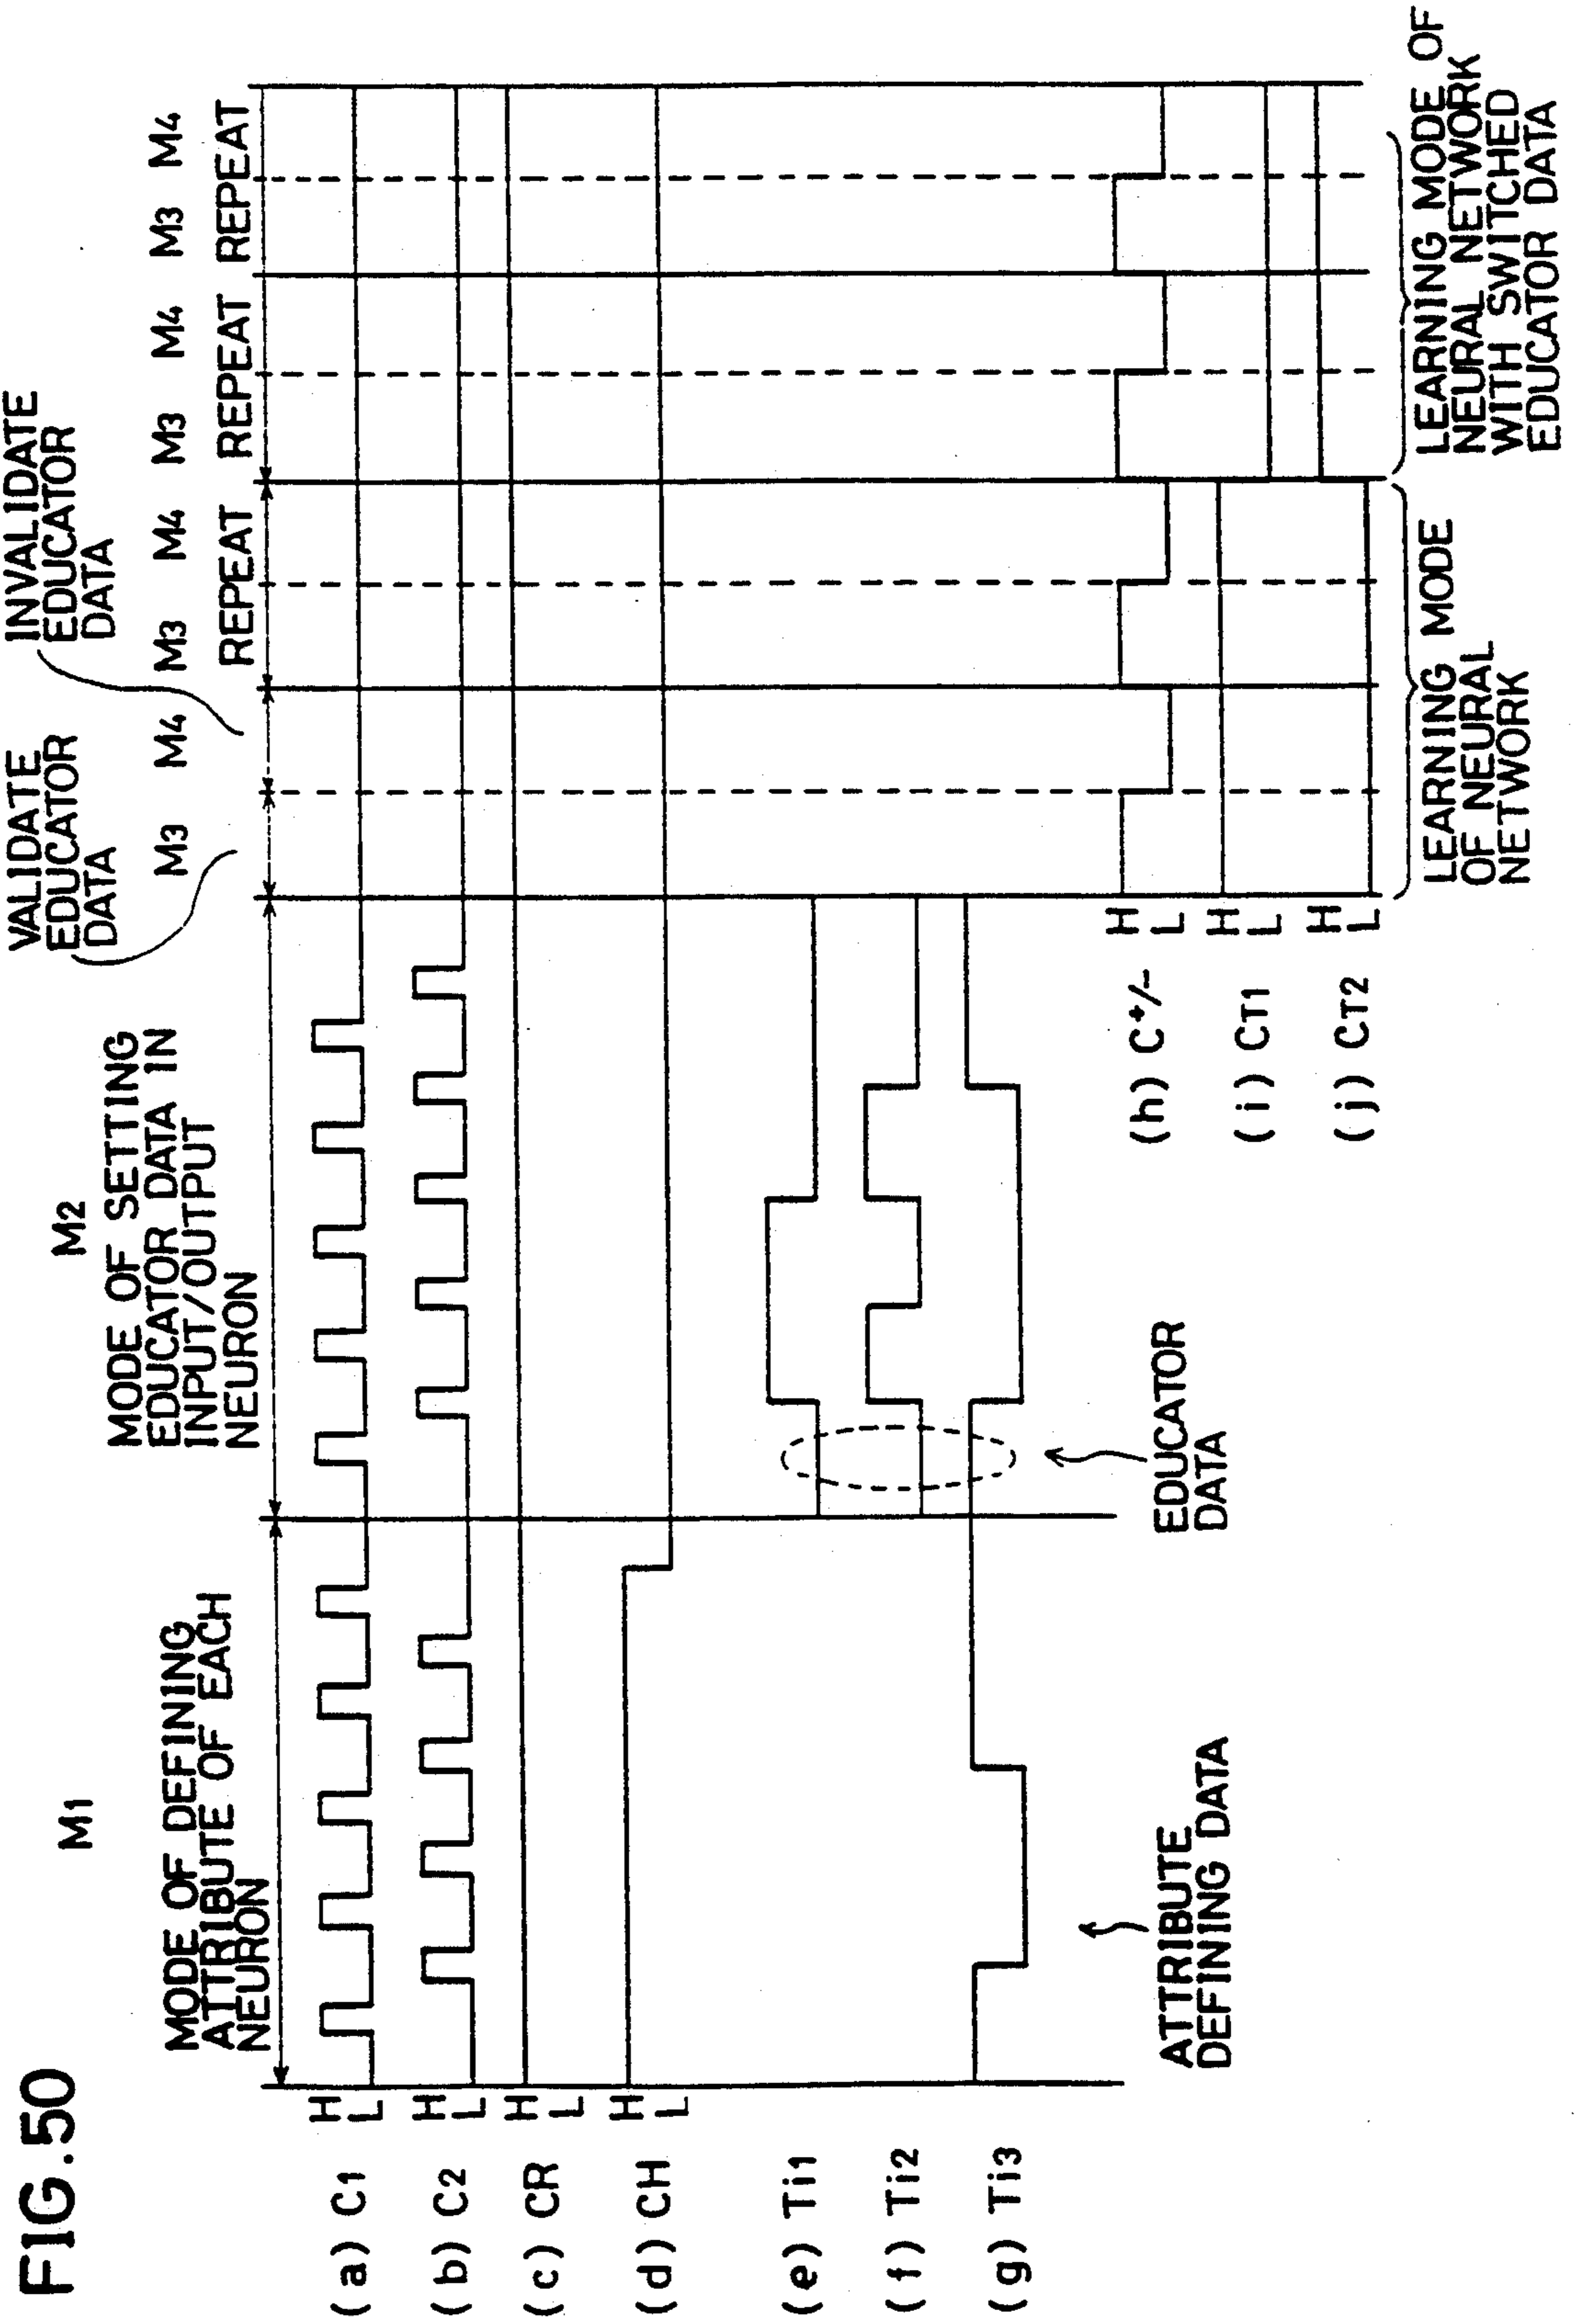 FIG.50
M1
MODE OF DEFINING
ATTRIBUTE OF EACH
NEURON
M2
MODE OF SETTING
EDUCATOR DATA IN
INPUT/OUTPUT
NEURON
VALIDATE
EDUCATOR
DATA
INVALIDATE
EDUCATOR
DATA
M3 M4 M3 M4 M3 M4 M3 M4
REPEAT REPEAT REPEAT
(a) C1 H L
(b) C2 H L
(c) CR H L
(d) CH H L
(e) Ti1
(f) Ti2
(g) Ti3
ATTRIBUTE
DEFINING DATA
EDUCATOR
DATA
(h) C+/- H L
(i) CT1 H L
(j) CT2 H L
LEARNING MODE
OF NEURAL
NETWORK
LEARNING MODE OF
NEURAL NETWORK
WITH SWITCHED
EDUCATOR DATA